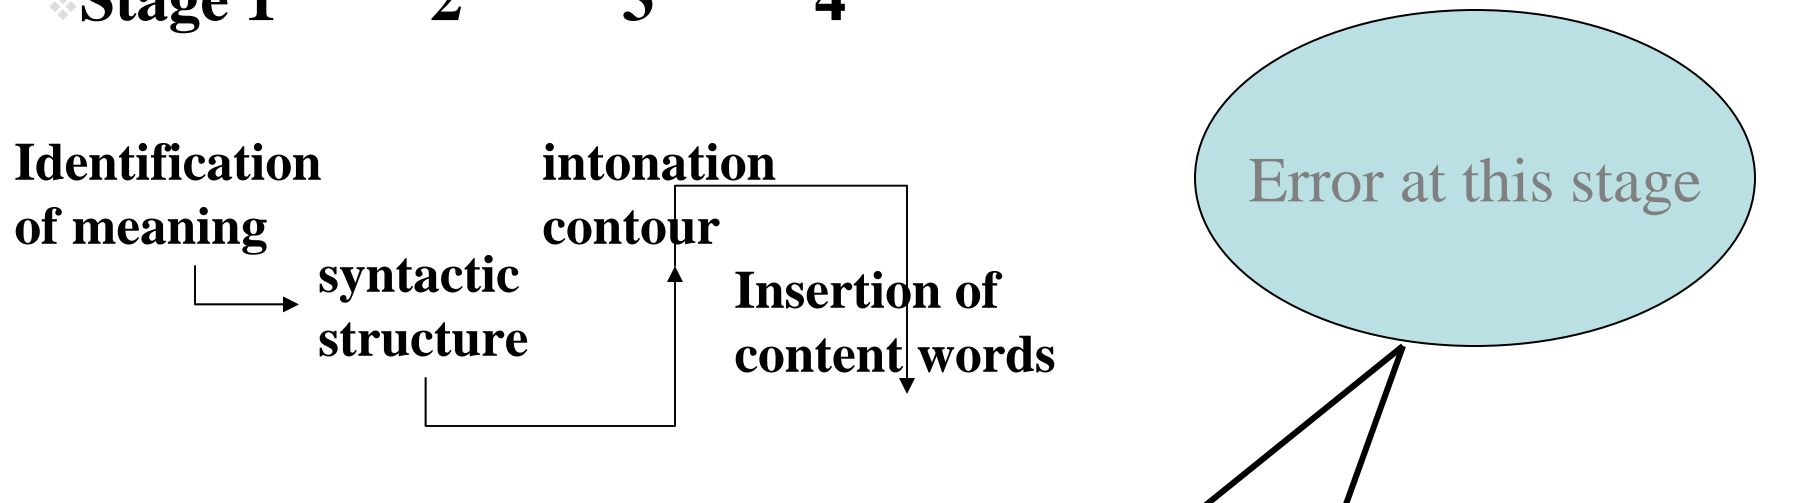 Stage 1 2 3 4
Identification
of meaning
syntactic
structure
intonation
contour
Insertion of
content words
Error at this stage